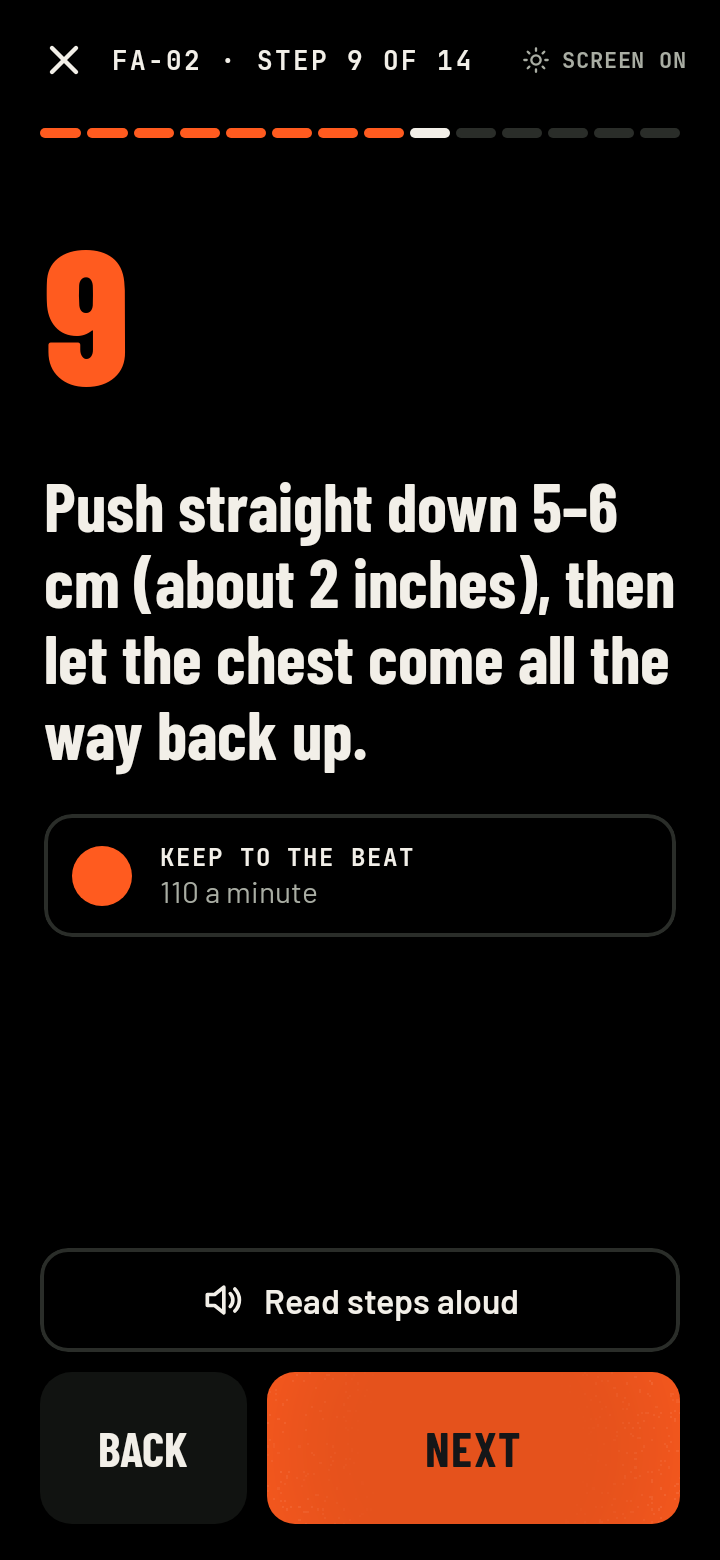 FA-02 · STEP 9 OF 14
SCREEN ON
9
Push straight down 5–6
cm (about 2 inches), then
let the chest come all the
way back up.
KEEP TO THE BEAT
110 a minute
Read steps aloud
BACK
NEXT